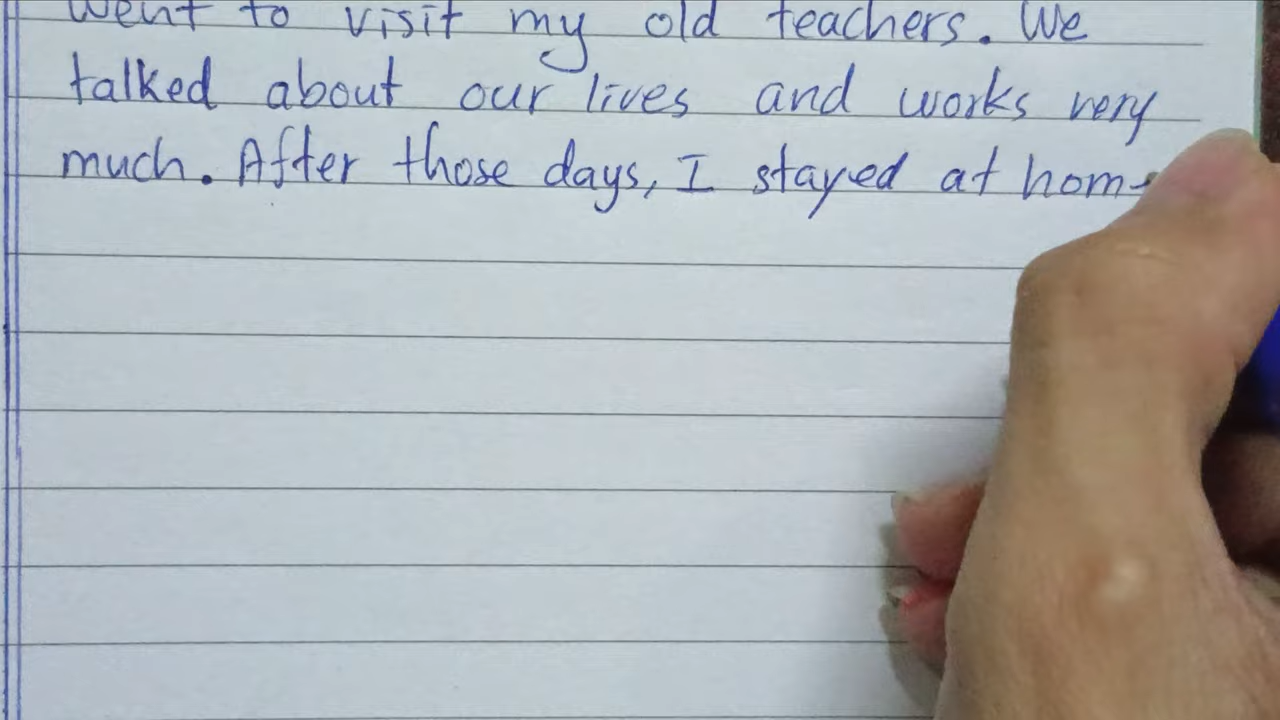 went to visit my old teachers. We
talked about our lives and works very
much. After those days, I stayed at hom